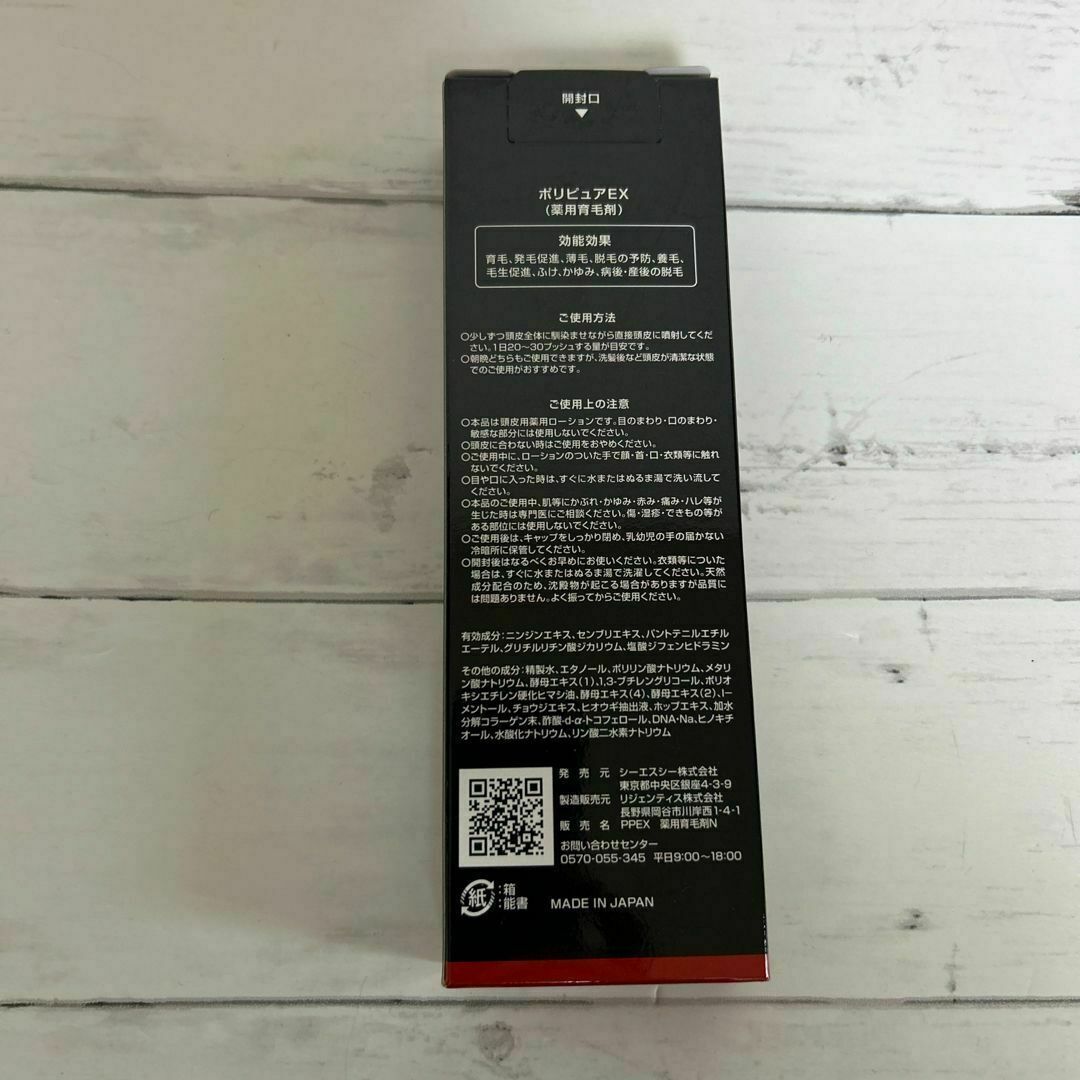 開封口
▼
ポリピュアEX
(薬用育毛剤)
効能効果
育毛、発毛促進、薄毛、脱毛の予防、養毛、
毛生促進、ふけ、かゆみ、病後・産後の脱毛
ご使用方法
○少しずつ頭皮全体に馴染ませながら直接頭皮に噴射してくだ
さい。1日20〜30プッシュする量が目安です。
○朝晩どちらもご使用できますが、洗髪後など頭皮が清潔な状態
でのご使用がおすすめです。
ご使用上の注意
○本品は頭皮用薬用ローションです。目のまわり・口のまわり・
敏感な部分には使用しないでください。
○頭皮に合わない時はご使用をおやめください。
○ご使用中に、ローションのついた手で顔・首・口・衣類等に触れ
ないでください。
○目や口に入った時は、すぐに水またはぬるま湯で洗い流して
ください。
○本品のご使用中、肌等にかぶれ・かゆみ・赤み・痛み・ハレ等が
生じた時は専門医にご相談ください。傷・湿疹・できもの等が
ある部位には使用しないでください。
○ご使用後は、キャップをしっかり閉め、乳幼児の手の届かない
冷暗所に保管してください。
○開封後はなるべくお早めにお使いください。衣類等についた
場合は、すぐに水またはぬるま湯で洗濯してください。天然
成分配合のため、沈殿物が起こる場合がありますが品質に
は問題ありません。よく振ってからご使用ください。
有効成分：ニンジンエキス、センブリエキス、パントテニルエチル
エーテル、グリチルリチン酸ジカリウム、塩酸ジフェンヒドラミン
その他の成分：精製水、エタノール、ポリリン酸ナトリウム、メタリ
ン酸ナトリウム、酵母エキス(1)、1,3-ブチレングリコール、ポリオ
キシエチレン硬化ヒマシ油、酵母エキス(4)、酵母エキス(2)、l-
メントール、チョウジエキス、ヒオウギ抽出液、ホップエキス、加水
分解コラーゲン末、酢酸-d-α-トコフェロール、DNA・Na、ヒノキチ
オール、水酸化ナトリウム、リン酸二水素ナトリウム
発売元 シーエスシー株式会社
東京都中央区銀座4-3-9
製造販売元 リジェンティス株式会社
長野県岡谷市川岸西1-4-1
販売名 PPEX 薬用育毛剤N
お問い合わせセンター
0570-055-345 平日9:00〜18:00
紙 :箱
:能書
MADE IN JAPAN